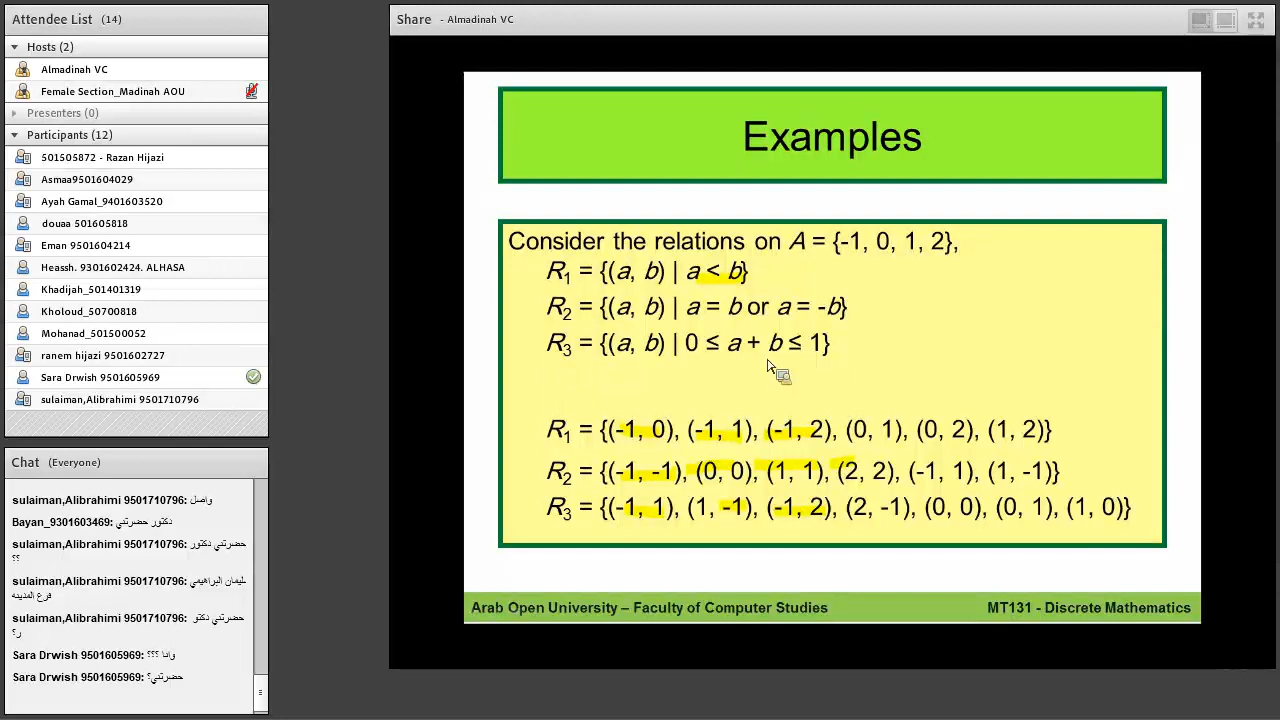 Attendee List (14)
Hosts (2)
Almadinah VC
Female Section_Madinah AOU
Presenters (0)
Participants (12)
501505872 - Razan Hijazi
Asmaa9501604029
Ayah Gamal_9401603520
douaa 501605818
Eman 9501604214
Heassh. 9301602424. ALHASA
Khadijah_501401319
Kholoud_50700818
Mohanad_501500052
ranem hijazi 9501602727
Sara Drwish 9501605969
sulaiman,Alibrahimi 9501710796
Chat (Everyone)
sulaiman,Alibrahimi 9501710796: واصل
Bayan_9301603469: دكتور حضرتني
sulaiman,Alibrahimi 9501710796: حضرتني دكتور
؟؟
sulaiman,Alibrahimi 9501710796: سليمان البراهيمي
فرع المدينه
sulaiman,Alibrahimi 9501710796: حضرتني دكتو
ر؟
Sara Drwish 9501605969: وانا ؟؟؟
Sara Drwish 9501605969: حضرتني؟
Share - Almadinah VC
Examples
Consider the relations on A = {-1, 0, 1, 2},
R₁ = {(a, b) | a < b}
R₂ = {(a, b) | a = b or a = -b}
R₃ = {(a, b) | 0 ≤ a + b ≤ 1}
R₁ = {(-1, 0), (-1, 1), (-1, 2), (0, 1), (0, 2), (1, 2)}
R₂ = {(-1, -1), (0, 0), (1, 1), (2, 2), (-1, 1), (1, -1)}
R₃ = {(-1, 1), (1, -1), (-1, 2), (2, -1), (0, 0), (0, 1), (1, 0)}
Arab Open University – Faculty of Computer Studies
MT131 - Discrete Mathematics